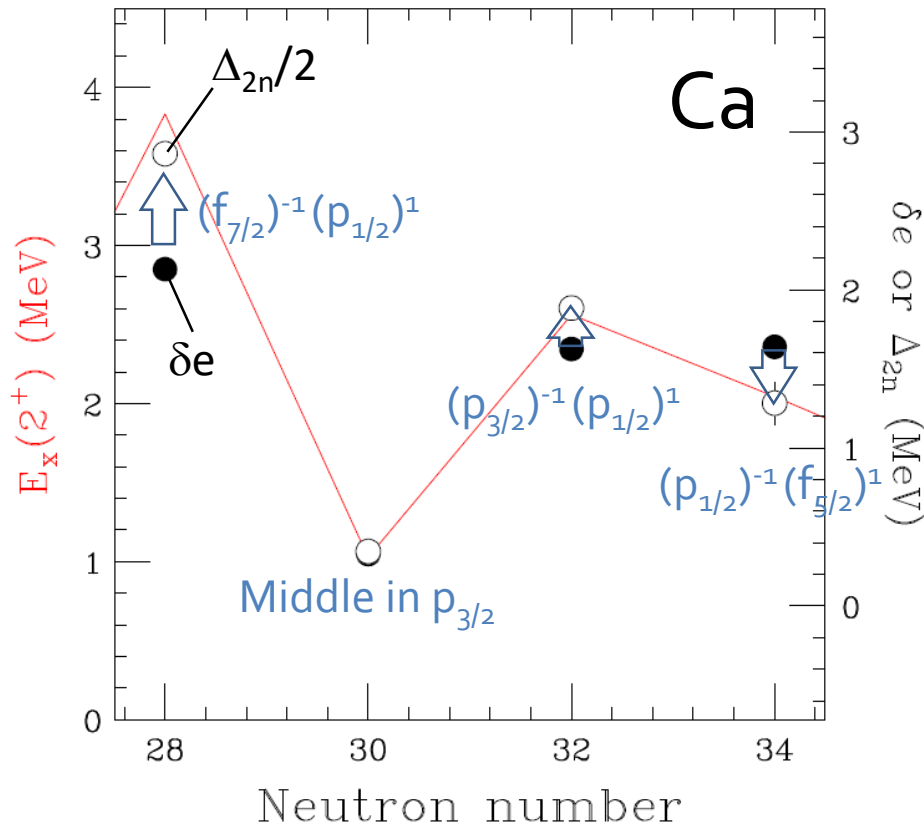 Ca
Δ2n/2
(f7/2)-1(p1/2)1
δe
(p3/2)-1(p1/2)1
(p1/2)-1(f5/2)1
Middle in p3/2
Ex(2+) (MeV)
4
3
2
1
0
δe or Δ2n (MeV)
3
2
1
0
28
30
32
34
Neutron number